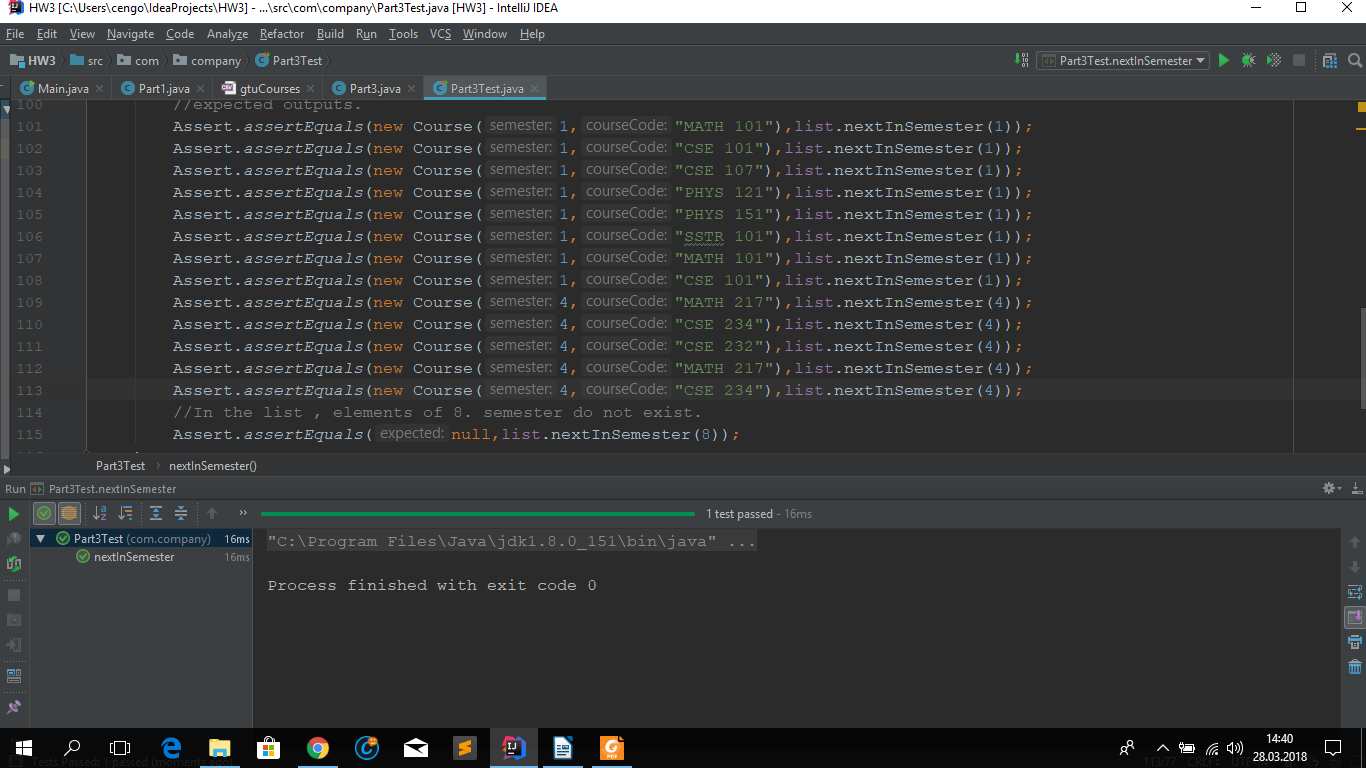 HW3 [C:\Users\cengo\IdeaProjects\HW3] - ...\src\com\company\Part3Test.java [HW3] - IntelliJ IDEA
File Edit View Navigate Code Analyze Refactor Build Run Tools VCS Window Help
HW3 src com company Part3Test Part3Test.nextInSemester
Main.java Part1.java gtuCourses Part3.java Part3Test.java
100 //expected outputs.
101 Assert.assertEquals(new Course( semester: 1, courseCode: "MATH 101"),list.nextInSemester(1));
102 Assert.assertEquals(new Course( semester: 1, courseCode: "CSE 101"),list.nextInSemester(1));
103 Assert.assertEquals(new Course( semester: 1, courseCode: "CSE 107"),list.nextInSemester(1));
104 Assert.assertEquals(new Course( semester: 1, courseCode: "PHYS 121"),list.nextInSemester(1));
105 Assert.assertEquals(new Course( semester: 1, courseCode: "PHYS 151"),list.nextInSemester(1));
106 Assert.assertEquals(new Course( semester: 1, courseCode: "SSTR 101"),list.nextInSemester(1));
107 Assert.assertEquals(new Course( semester: 1, courseCode: "MATH 101"),list.nextInSemester(1));
108 Assert.assertEquals(new Course( semester: 1, courseCode: "CSE 101"),list.nextInSemester(1));
109 Assert.assertEquals(new Course( semester: 4, courseCode: "MATH 217"),list.nextInSemester(4));
110 Assert.assertEquals(new Course( semester: 4, courseCode: "CSE 234"),list.nextInSemester(4));
111 Assert.assertEquals(new Course( semester: 4, courseCode: "CSE 232"),list.nextInSemester(4));
112 Assert.assertEquals(new Course( semester: 4, courseCode: "MATH 217"),list.nextInSemester(4));
113 Assert.assertEquals(new Course( semester: 4, courseCode: "CSE 234"),list.nextInSemester(4));
114 //In the list , elements of 8. semester do not exist.
115 Assert.assertEquals( expected: null,list.nextInSemester(8));
Part3Test nextInSemester()
Run Part3Test.nextInSemester
1 test passed - 16ms
Part3Test (com.company) 16ms
nextInSemester 16ms
"C:\Program Files\Java\jdk1.8.0_151\bin\java" ...
Process finished with exit code 0
14:40
28.03.2018
Tests Passed: 1 passed (moments ago) 113:77 CRLF